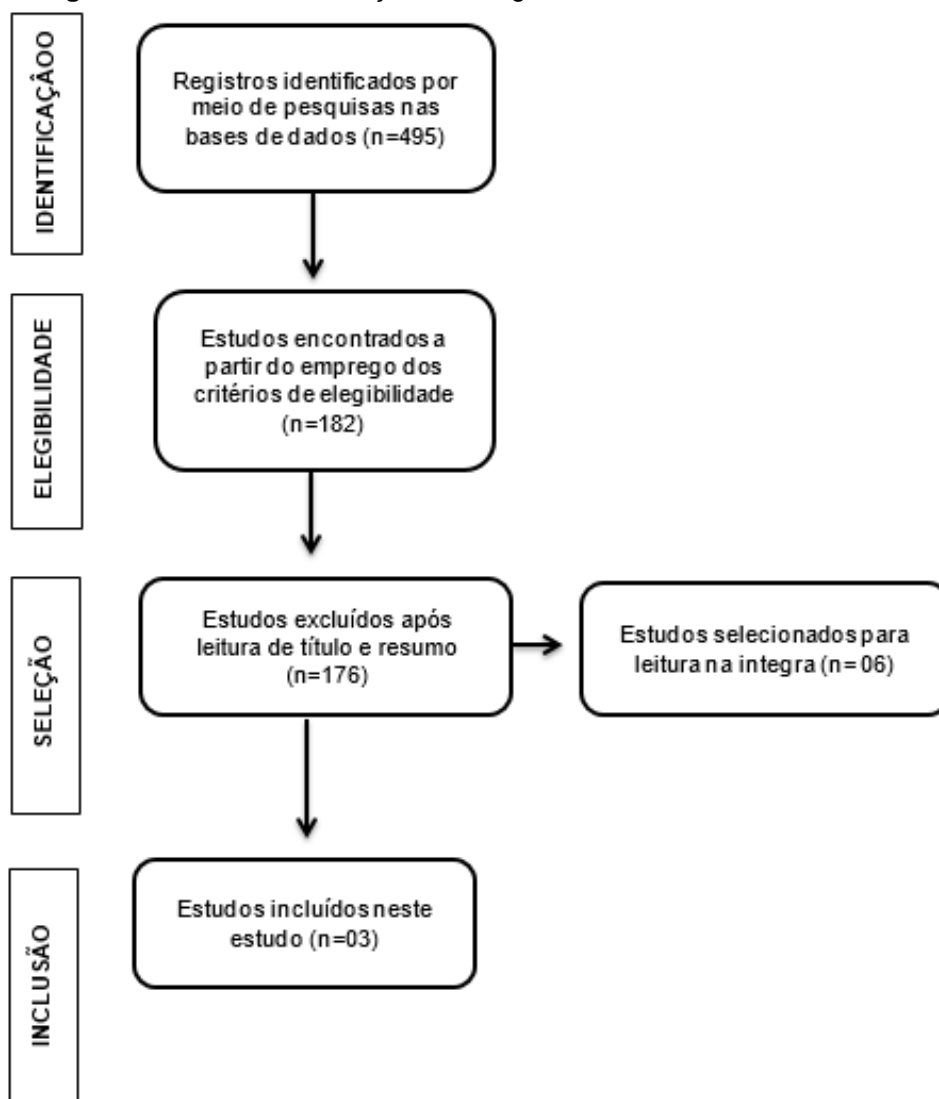 IDENTIFICAÇÂOO
Registros identificados por
meio de pesquisas nas
bases de dados (n=495)
ELEGIBILIDADE
Estudos encontrados a
partir do emprego dos
critérios de elegibilidade
(n=182)
SELEÇÃO
Estudos excluídos após
leitura de título e resumo
(n=176)
Estudos selecionados para
leitura na integra (n= 06)
INCLUSÃO
Estudos incluídos neste
estudo (n=03)